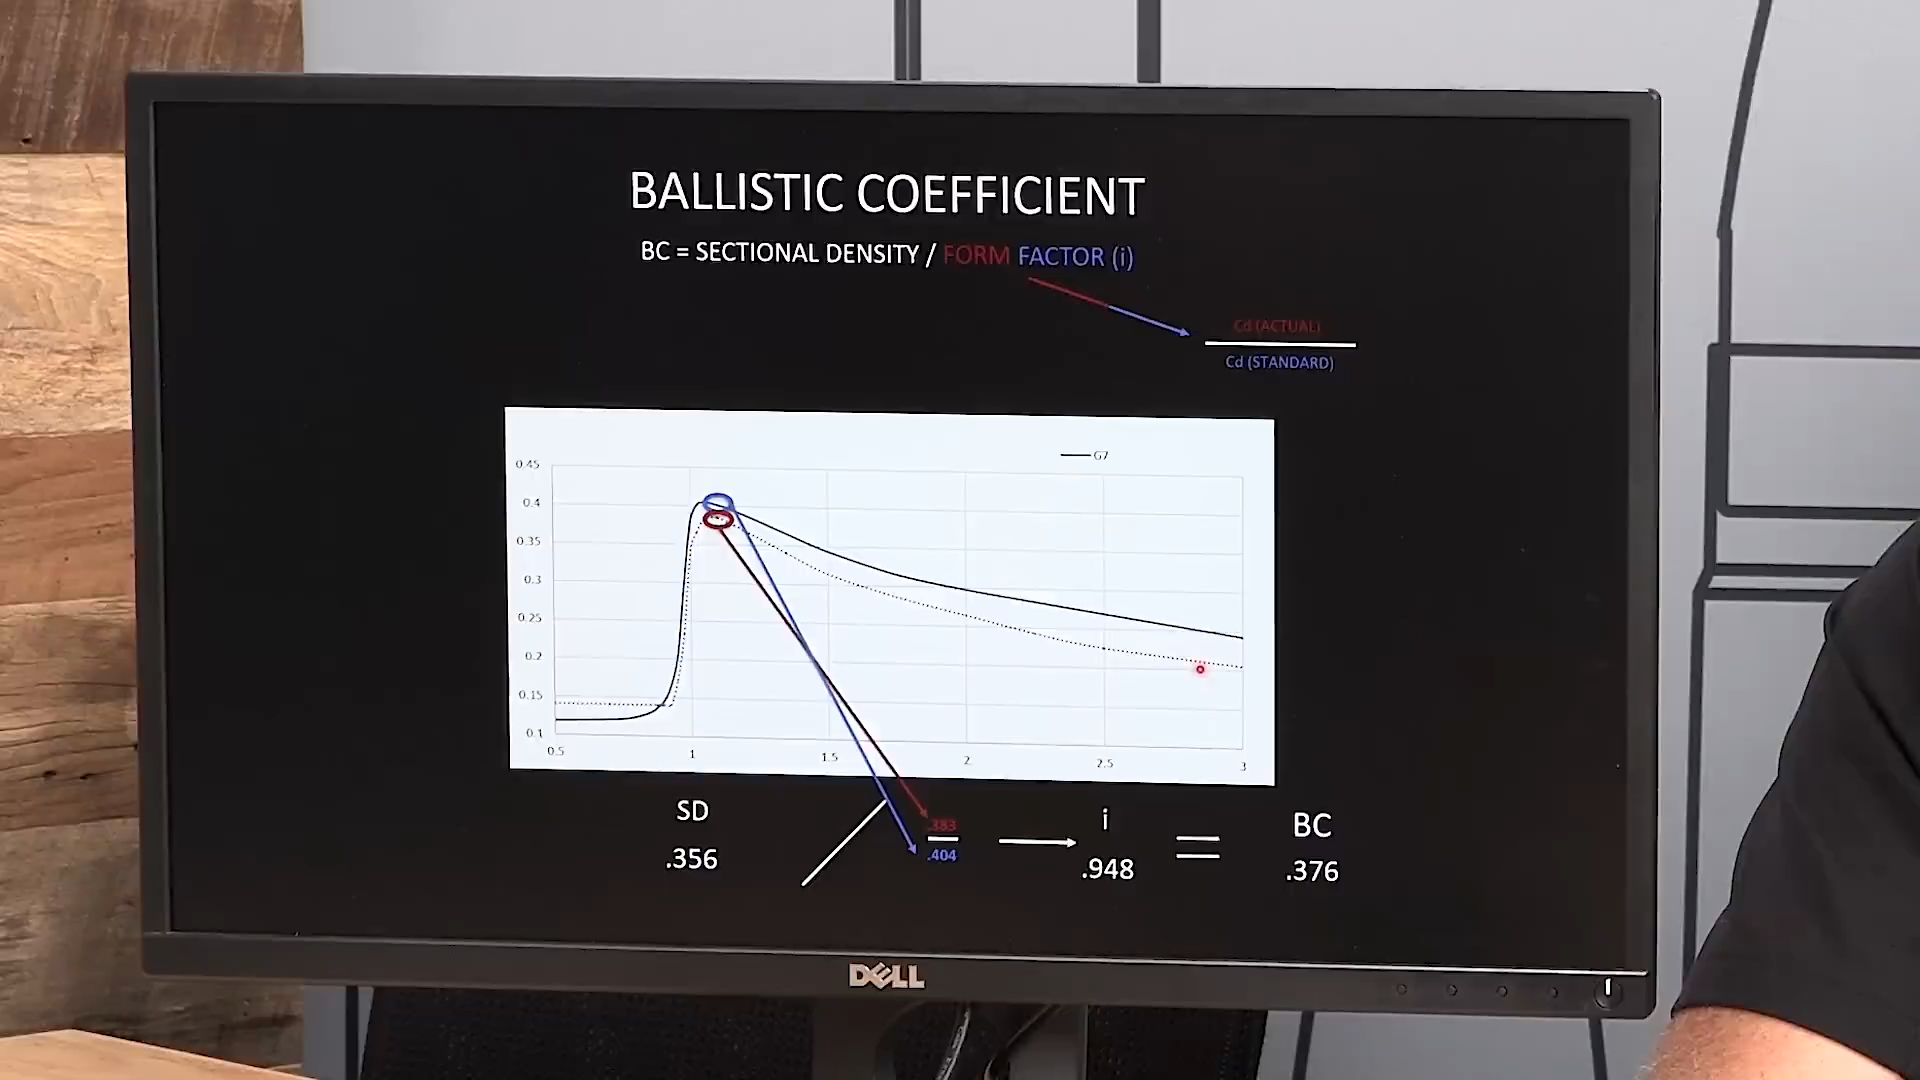 BALLISTIC COEFFICIENT
BC = SECTIONAL DENSITY / FORM FACTOR (i)
Cd (ACTUAL)
Cd (STANDARD)
G7
0.45
0.4
0.35
0.3
0.25
0.2
0.15
0.1
0.5 1 1.5 2 2.5 3
SD .383 i BC
.356 .404 .948 .376
DELL